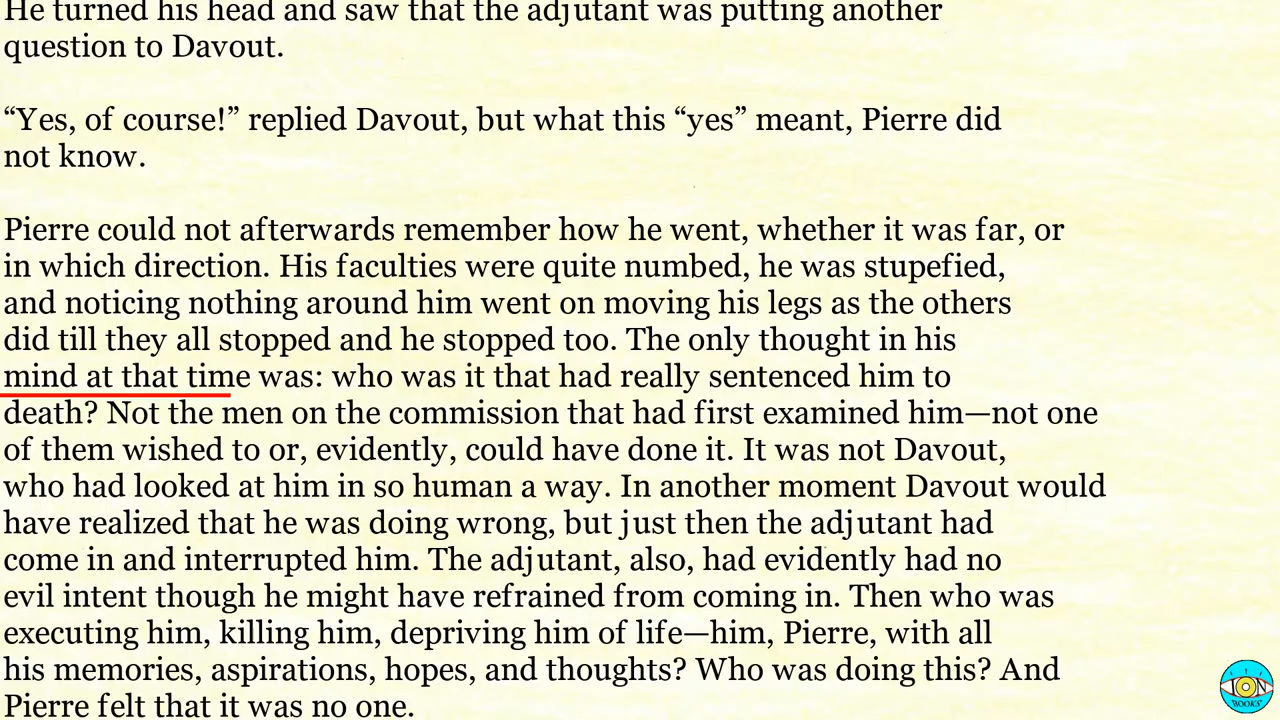 He turned his head and saw that the adjutant was putting another
question to Davout.
“Yes, of course!” replied Davout, but what this “yes” meant, Pierre did
not know.
Pierre could not afterwards remember how he went, whether it was far, or
in which direction. His faculties were quite numbed, he was stupefied,
and noticing nothing around him went on moving his legs as the others
did till they all stopped and he stopped too. The only thought in his
mind at that time was: who was it that had really sentenced him to
death? Not the men on the commission that had first examined him—not one
of them wished to or, evidently, could have done it. It was not Davout,
who had looked at him in so human a way. In another moment Davout would
have realized that he was doing wrong, but just then the adjutant had
come in and interrupted him. The adjutant, also, had evidently had no
evil intent though he might have refrained from coming in. Then who was
executing him, killing him, depriving him of life—him, Pierre, with all
his memories, aspirations, hopes, and thoughts? Who was doing this? And
Pierre felt that it was no one.
ION
BOOKS